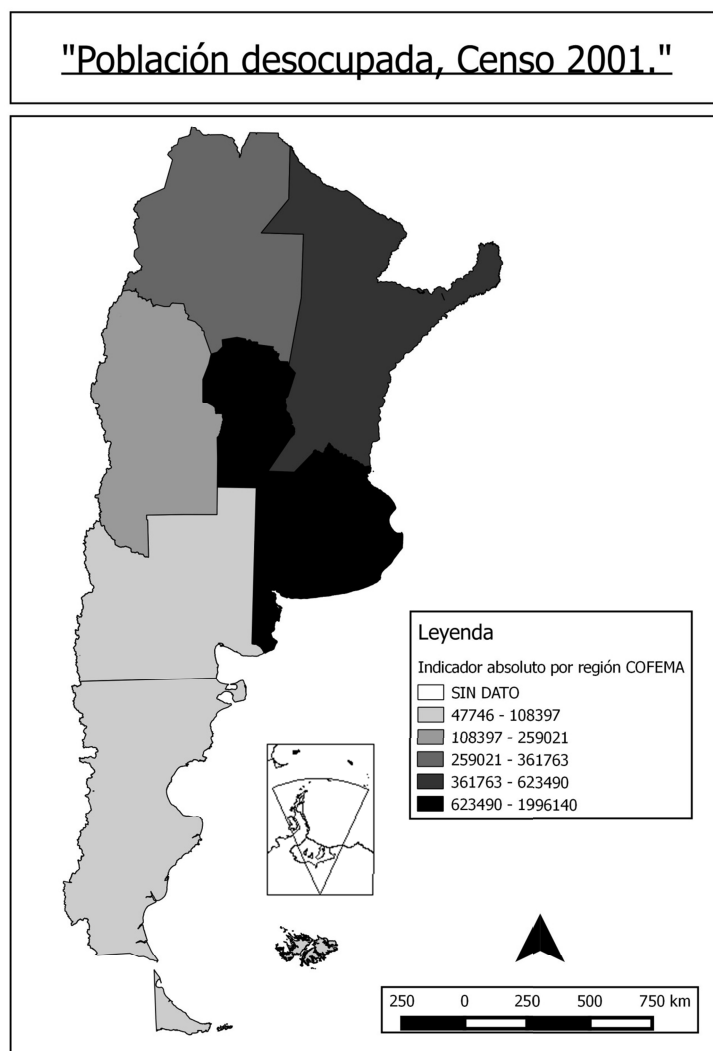 "Población desocupada, Censo 2001."
Leyenda
Indicador absoluto por región COFEMA
SIN DATO
47746 - 108397
108397 - 259021
259021 - 361763
361763 - 623490
623490 - 1996140
250 0 250 500 750 km